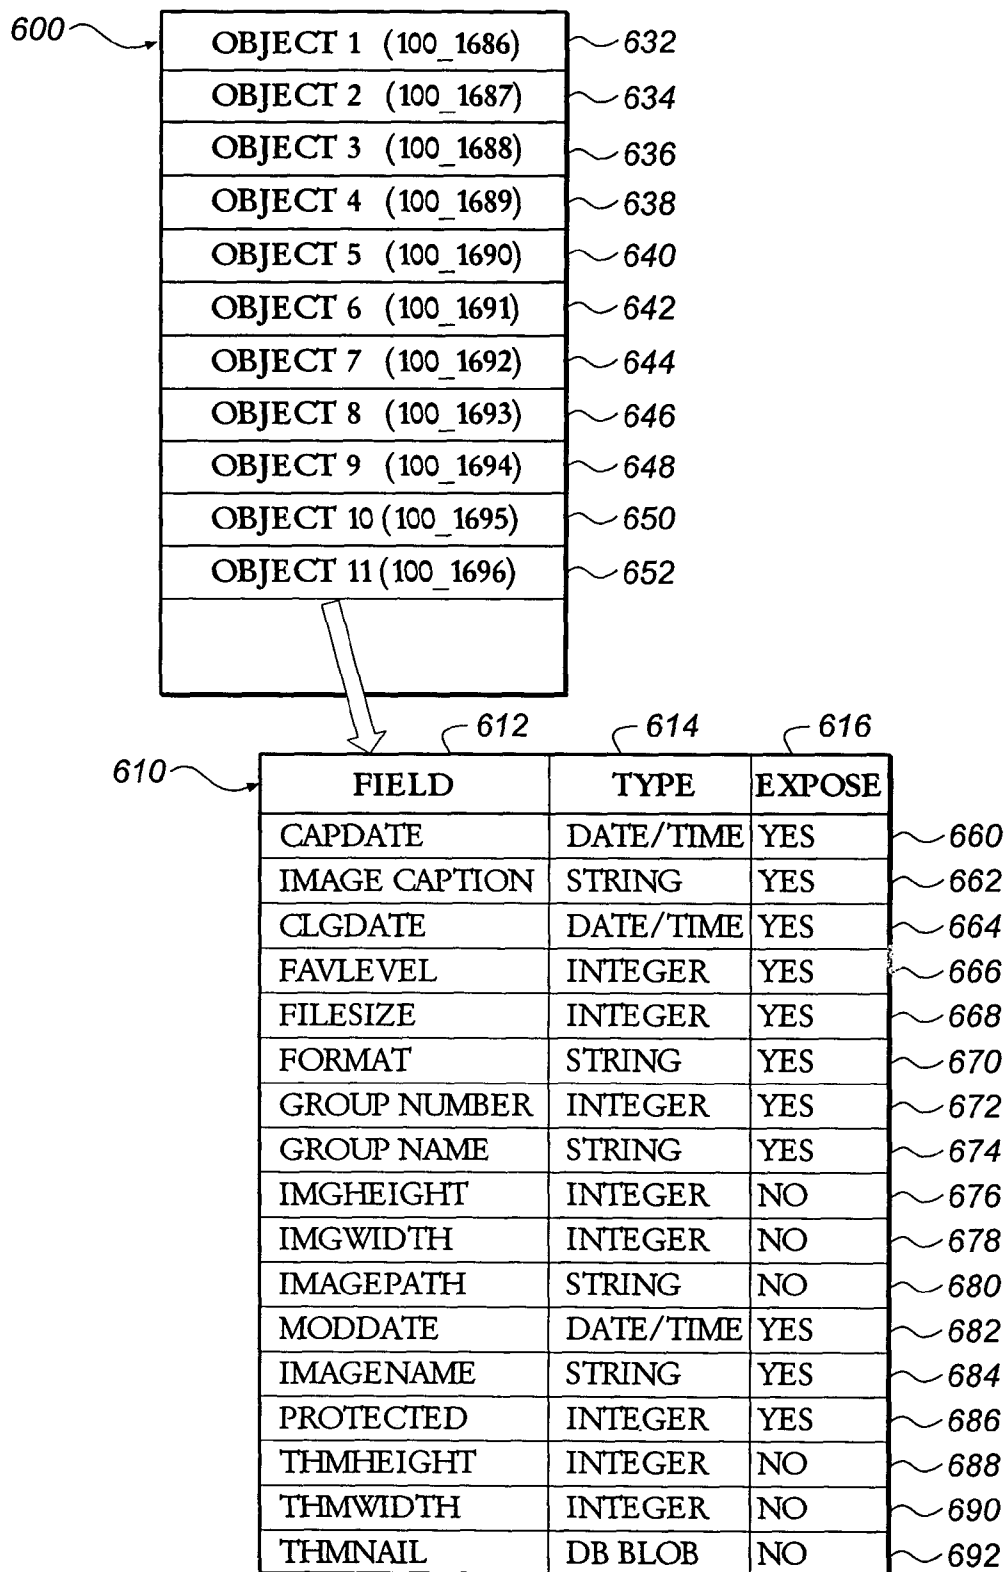 600
OBJECT 1 (100_1686) 632
OBJECT 2 (100_1687) 634
OBJECT 3 (100_1688) 636
OBJECT 4 (100_1689) 638
OBJECT 5 (100_1690) 640
OBJECT 6 (100_1691) 642
OBJECT 7 (100_1692) 644
OBJECT 8 (100_1693) 646
OBJECT 9 (100_1694) 648
OBJECT 10 (100_1695) 650
OBJECT 11 (100_1696) 652
612 614 616
610 FIELD TYPE EXPOSE
CAPDATE DATE/TIME YES 660
IMAGE CAPTION STRING YES 662
CLGDATE DATE/TIME YES 664
FAVLEVEL INTEGER YES 666
FILESIZE INTEGER YES 668
FORMAT STRING YES 670
GROUP NUMBER INTEGER YES 672
GROUP NAME STRING YES 674
IMGHEIGHT INTEGER NO 676
IMGWIDTH INTEGER NO 678
IMAGEPATH STRING NO 680
MODDATE DATE/TIME YES 682
IMAGENAME STRING YES 684
PROTECTED INTEGER YES 686
THMHEIGHT INTEGER NO 688
THMWIDTH INTEGER NO 690
THMNAIL DB BLOB NO 692